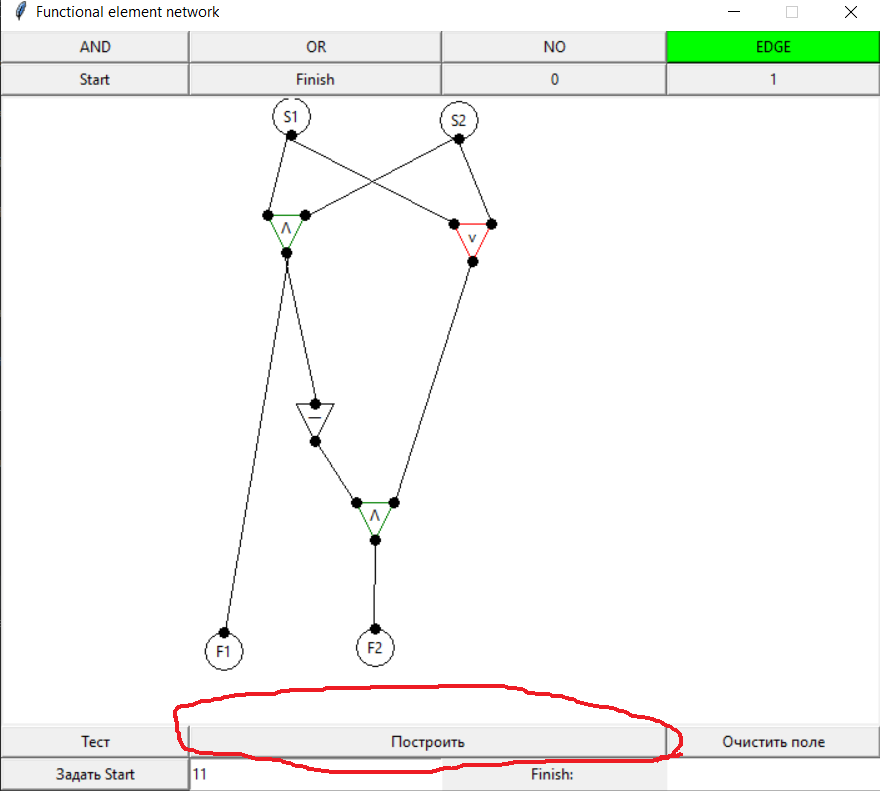 Functional element network
AND OR NO EDGE
Start Finish 0 1
S1 S2
Λ v
—
Λ
F1 F2
Тест Построить Очистить поле
Задать Start 11 Finish: